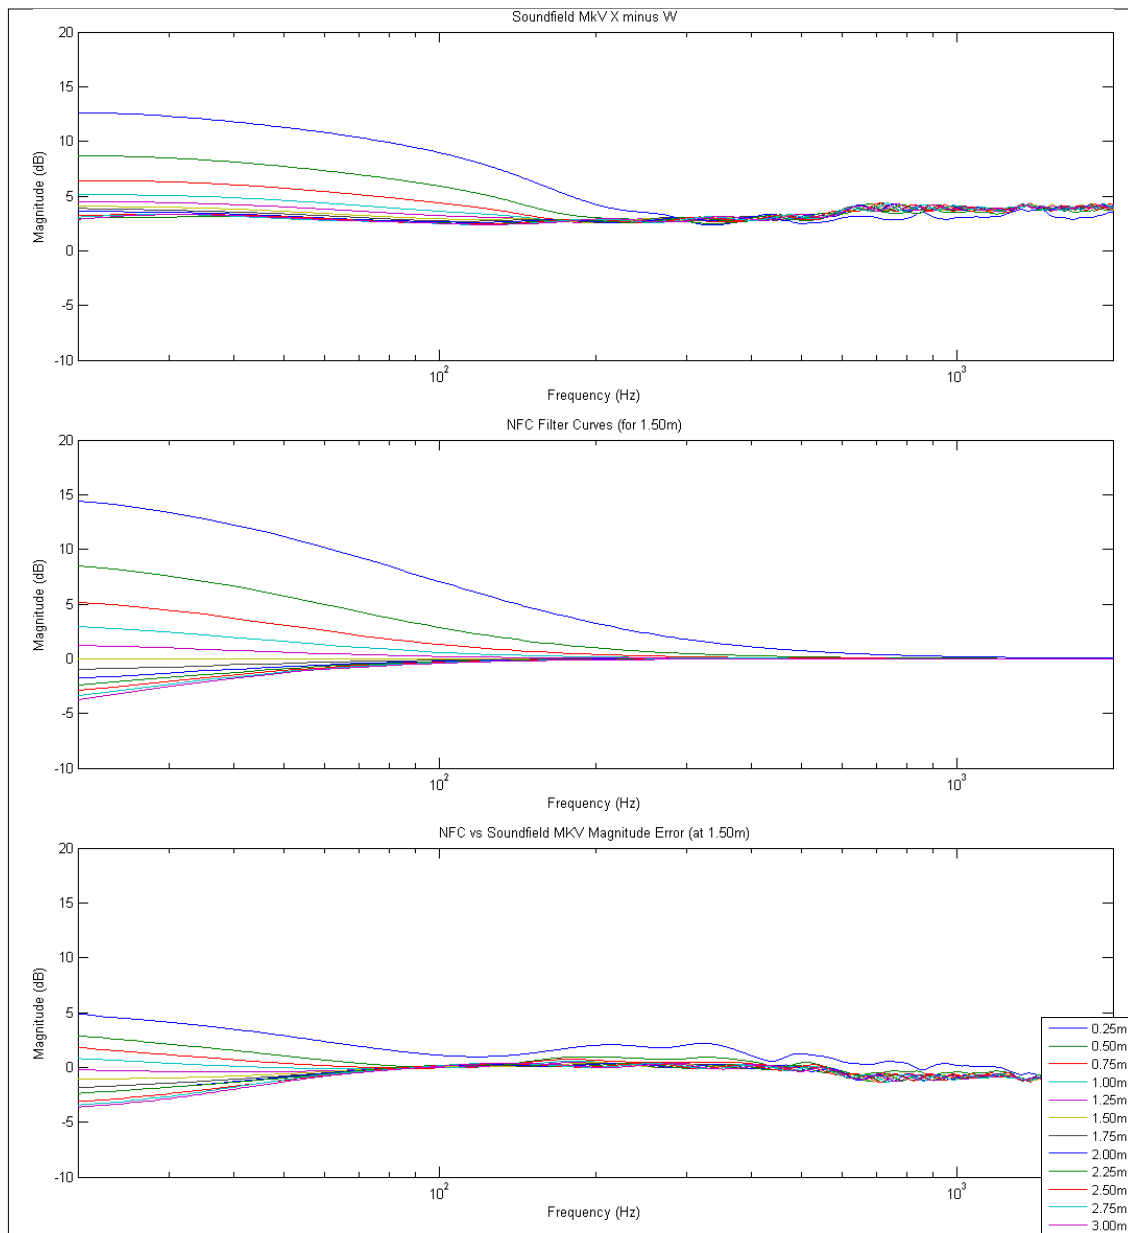 Soundfield MkV X minus W
20
15
10
5
0
-5
-10
Magnitude (dB)
10²
10³
Frequency (Hz)
NFC Filter Curves (for 1.50m)
20
15
10
5
0
-5
-10
Magnitude (dB)
10²
10³
Frequency (Hz)
NFC vs Soundfield MKV Magnitude Error (at 1.50m)
20
15
10
5
0
-5
-10
Magnitude (dB)
10²
10³
Frequency (Hz)
0.25m
0.50m
0.75m
1.00m
1.25m
1.50m
1.75m
2.00m
2.25m
2.50m
2.75m
3.00m